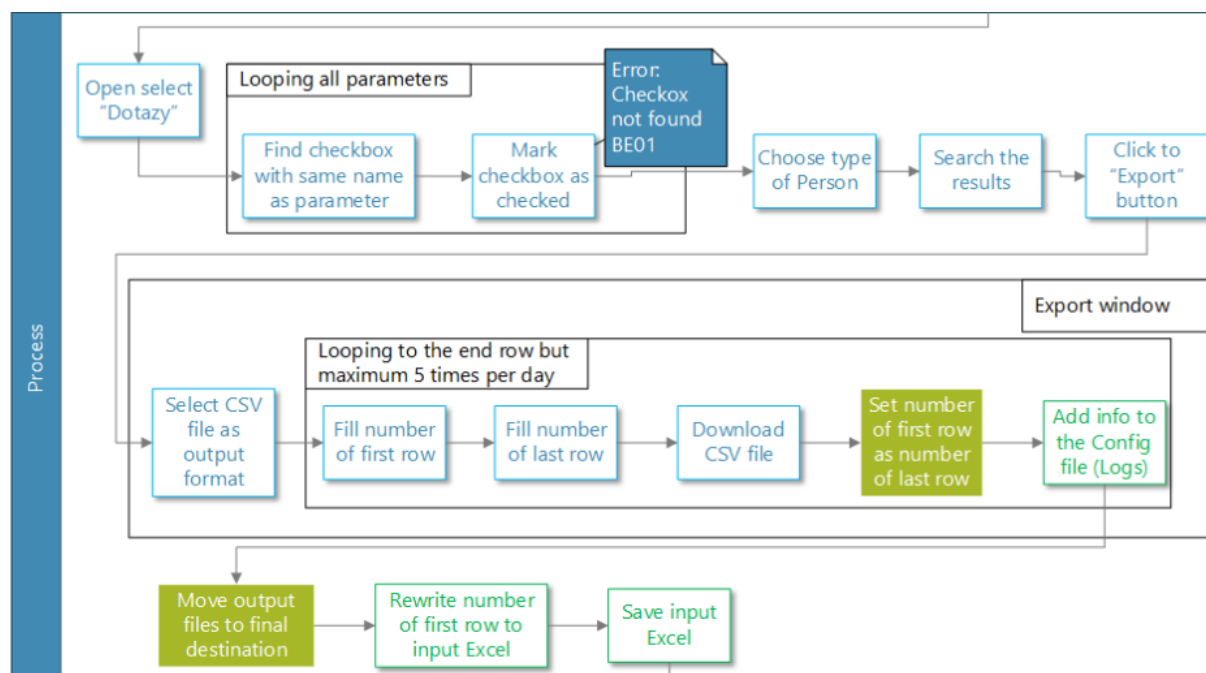 Process
Open select
“Dotazy”
Looping all parameters
Find checkbox
with same name
as parameter
Mark
checkbox as
checked
Error:
Checkox
not found
BE01
Choose type
of Person
Search the
results
Click to
“Export”
button
Export window
Looping to the end row but
maximum 5 times per day
Select CSV
file as
output
format
Fill number
of first row
Fill number
of last row
Download
CSV file
Set number
of first row
as number
of last row
Add info to
the Config
file (Logs)
Move output
files to final
destination
Rewrite number
of first row to
input Excel
Save input
Excel